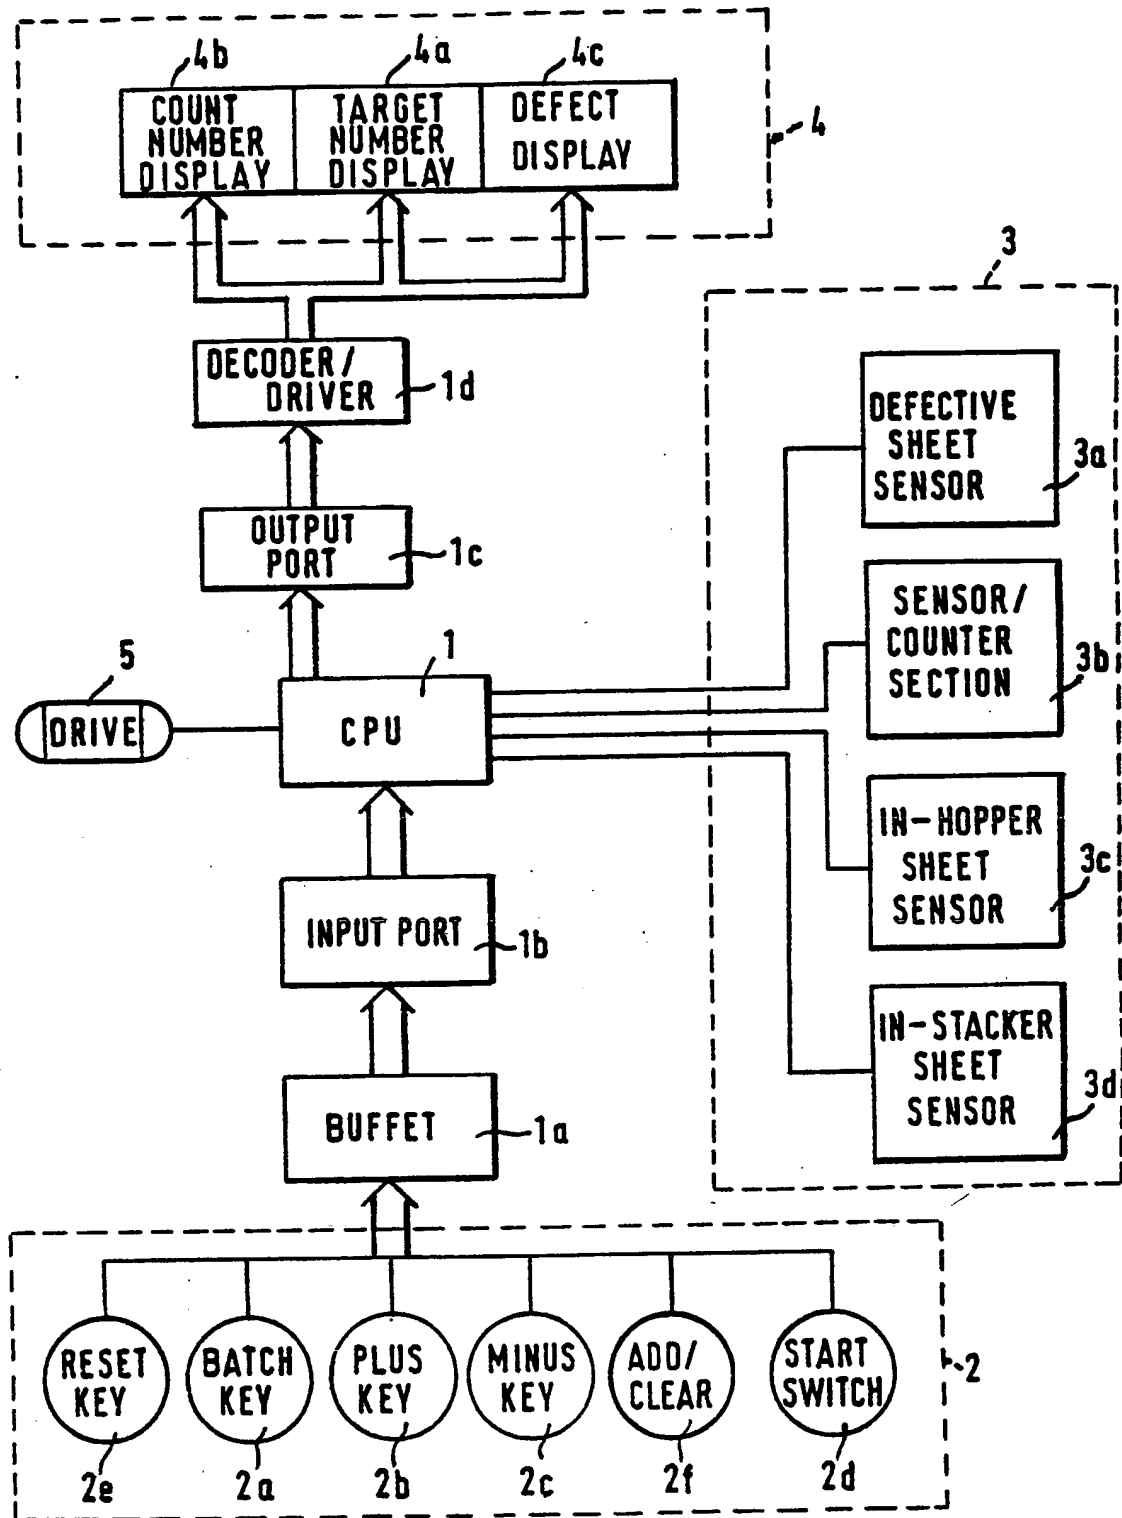 4b
4a
4c
COUNT
NUMBER
DISPLAY
TARGET
NUMBER
DISPLAY
DEFECT
DISPLAY
4
3
DECODER/
DRIVER
1d
DEFECTIVE
SHEET
SENSOR
3a
OUTPUT
PORT
1c
SENSOR/
COUNTER
SECTION
3b
5
DRIVE
1
CPU
IN-HOPPER
SHEET
SENSOR
3c
INPUT PORT
1b
IN-STACKER
SHEET
SENSOR
3d
BUFFET
1a
RESET
KEY
BATCH
KEY
PLUS
KEY
MINUS
KEY
ADD/
CLEAR
START
SWITCH
2
2e
2a
2b
2c
2f
2d